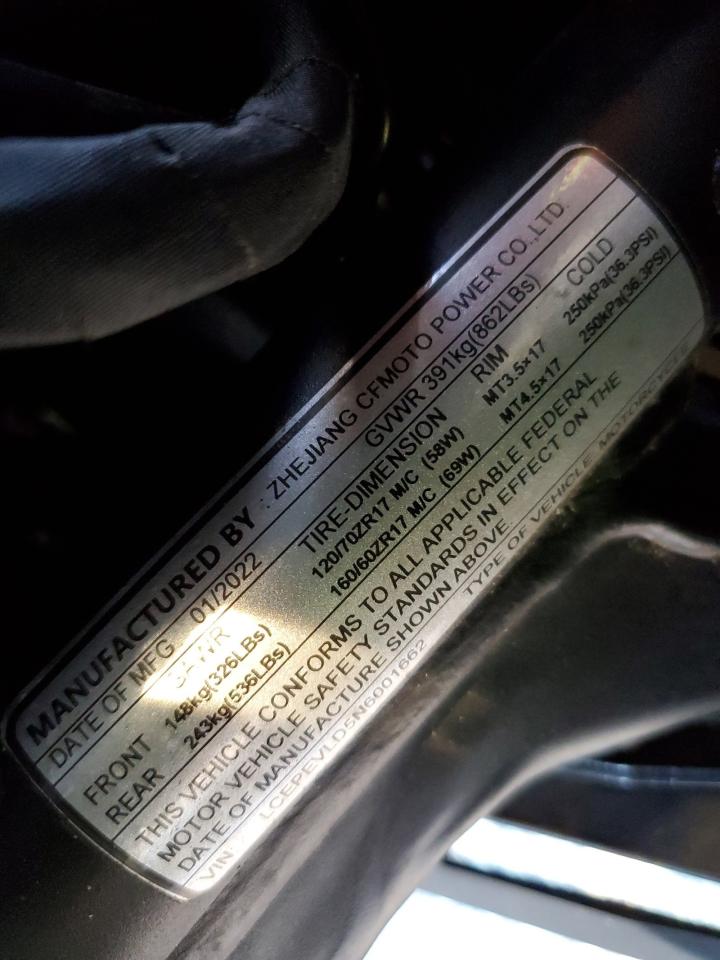 MANUFACTURED BY : ZHEJIANG CFMOTO POWER CO.,LTD.
DATE OF MFG 01/2022 GVWR 391kg(862LBs)
GAWR TIRE-DIMENSION RIM COLD
FRONT 148kg(326LBs) 120/70ZR17 M/C (58W) MT3.5×17 250kPa(36.3PSI)
REAR 243kg(536LBs) 160/60ZR17 M/C (69W) MT4.5×17 250kPa(36.3PSI)
THIS VEHICLE CONFORMS TO ALL APPLICABLE FEDERAL
MOTOR VEHICLE SAFETY STANDARDS IN EFFECT ON THE
DATE OF MANUFACTURE SHOWN ABOVE.
VIN : LCEPEVLD5N6001662 TYPE OF VEHICLE: MOTORCYCLE